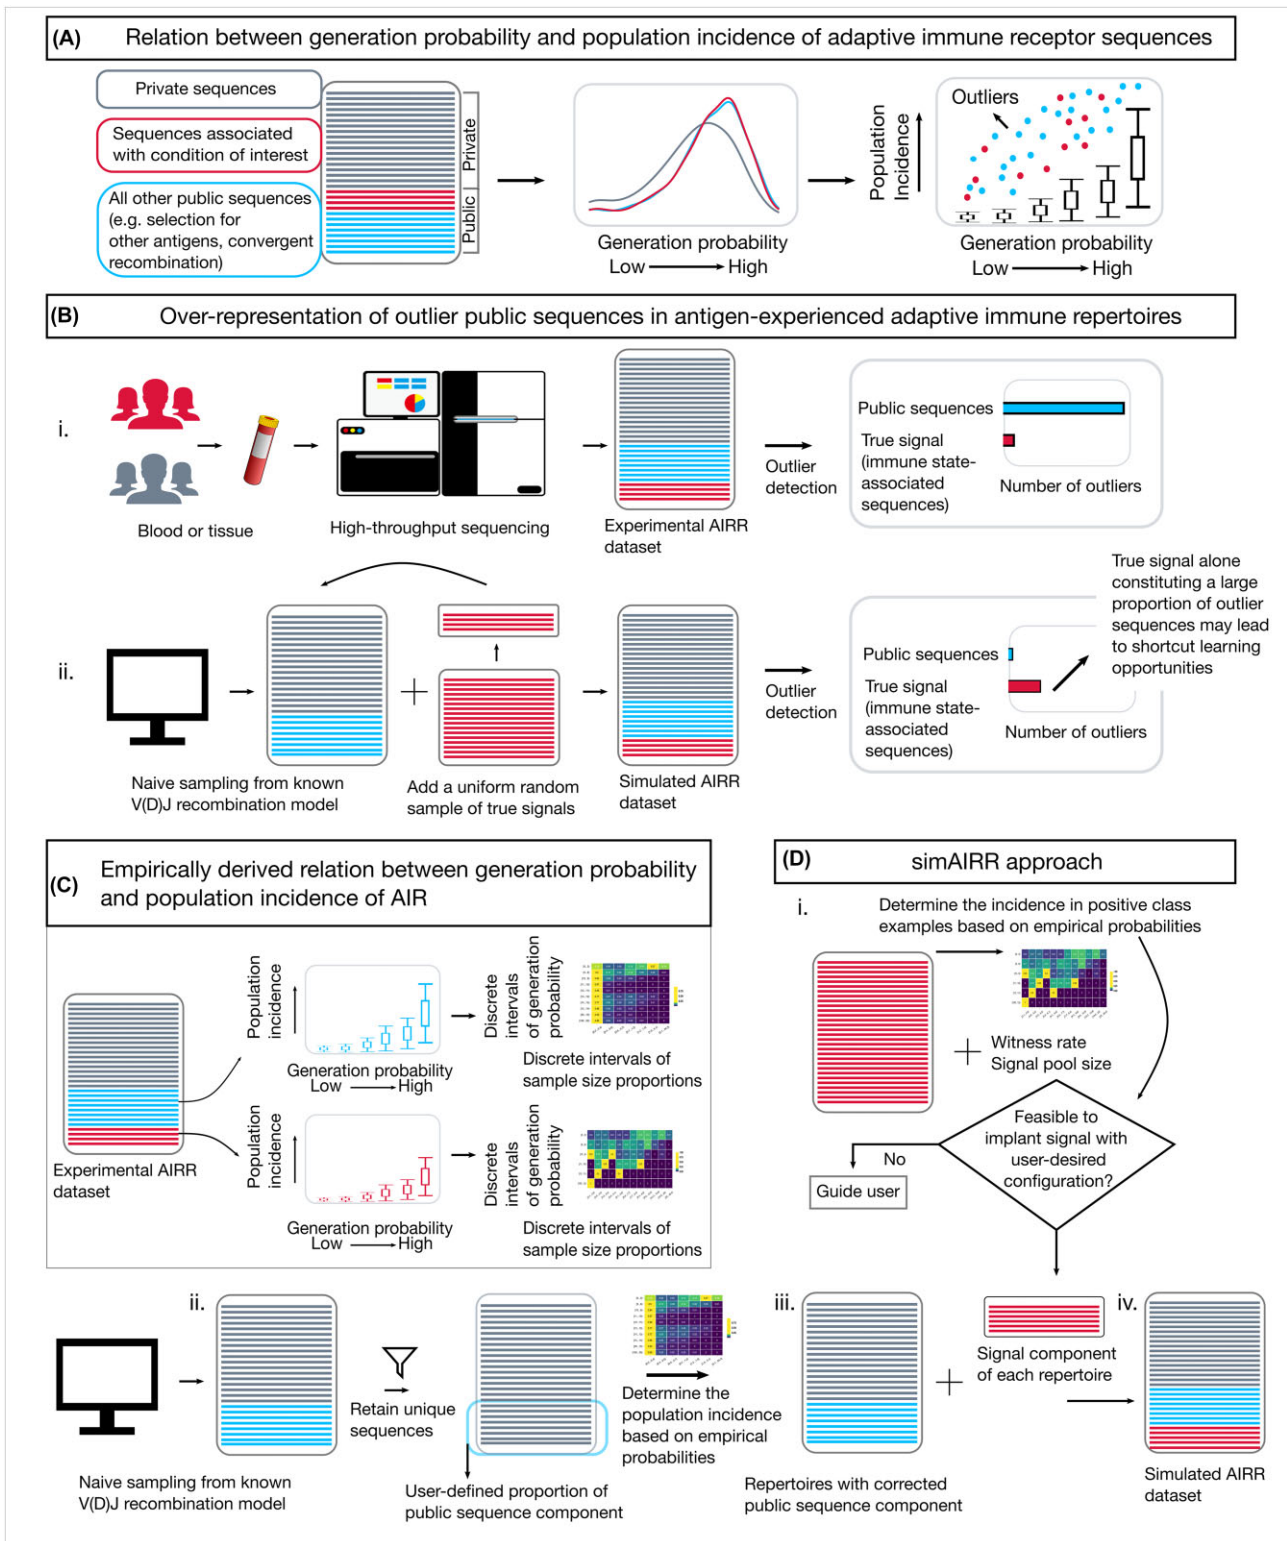 (A) Relation between generation probability and population incidence of adaptive immune receptor sequences
Private sequences
Sequences associated
with condition of interest
All other public sequences
(e.g. selection for
other antigens, convergent
recombination)
Private
Public
Generation probability
Low
High
Population
Incidence
Outliers
Generation probability
Low
High
(B) Over-representation of outlier public sequences in antigen-experienced adaptive immune repertoires
i.
Blood or tissue
High-throughput sequencing
Experimental AIRR
dataset
Outlier
detection
Public sequences
True signal
(immune state-
associated
sequences)
Number of outliers
ii.
Naive sampling from known
V(D)J recombination model
Add a uniform random
sample of true signals
Simulated AIRR
dataset
Outlier
detection
Public sequences
True signal
(immune state-
associated
sequences)
Number of outliers
True signal alone
constituting a large
proportion of outlier
sequences may lead
to shortcut learning
opportunities
(C) Empirically derived relation between generation probability
and population incidence of AIR
Experimental AIRR
dataset
Population
incidence
Generation probability
Low
High
Discrete
intervals
of generation
probability
Discrete intervals of
sample size proportions
Population
incidence
Generation probability
Low
High
Discrete
intervals
of generation
probability
Discrete intervals of
sample size proportions
(D) simAIRR approach
i.
Determine the incidence in positive class
examples based on empirical probabilities
Witness rate
Signal pool size
Feasible to
implant signal with
user-desired
configuration?
No
Guide user
ii.
Naive sampling from known
V(D)J recombination model
Retain unique
sequences
User-defined proportion of
public sequence component
Determine the
population incidence
based on empirical
probabilities
iii.
Repertoires with corrected
public sequence component
Signal component
of each repertoire
iv.
Simulated AIRR
dataset